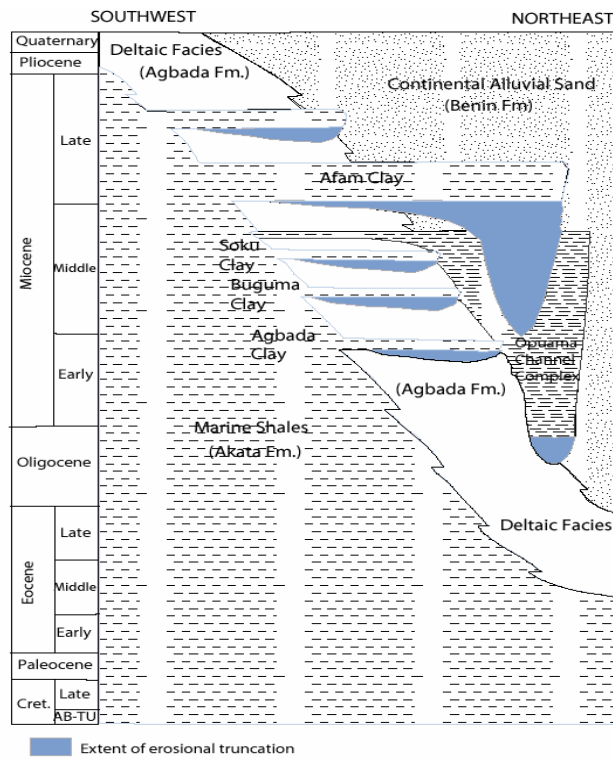 SOUTHWEST
NORTHEAST
Quaternary
Pliocene
Miocene
Late
Middle
Early
Oligocene
Eocene
Late
Middle
Early
Paleocene
Cret.
Late
AB-TU
Deltaic Facies
(Agbada Fm.)
Continental Alluvial Sand
(Benin Fm)
Afam Clay
Soku
Clay
Buguma
Clay
Agbada
Clay
Opuama
Channel
Complex
(Agbada Fm.)
Marine Shales
(Akata Fm.)
Deltaic Facies
Extent of erosional truncation